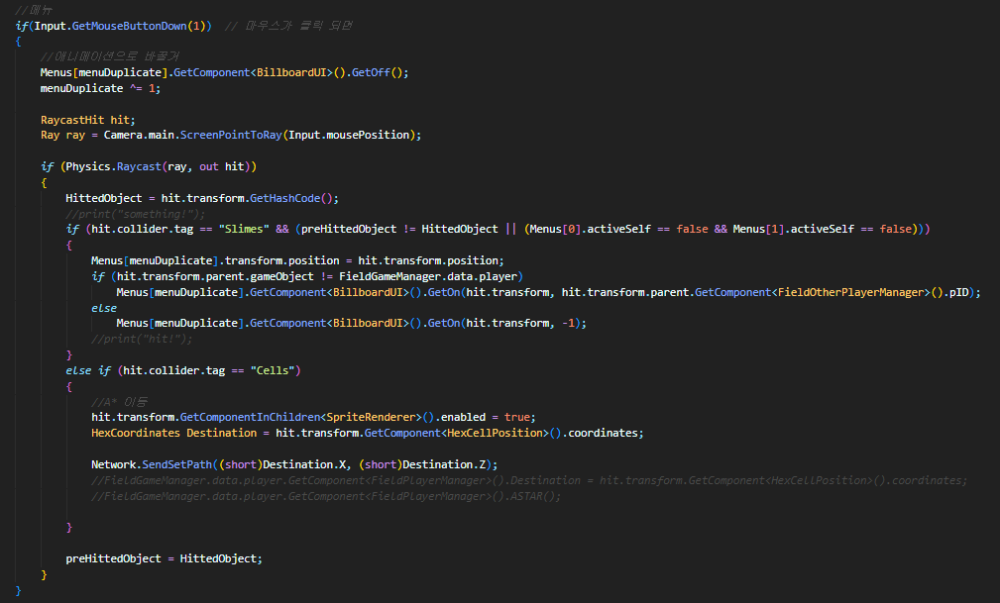 //메뉴
if(Input.GetMouseButtonDown(1)) // 마우스가 클릭 되면
{
//애니메이션으로 바꿀거
Menus[menuDuplicate].GetComponent<BillboardUI>().GetOff();
menuDuplicate ^= 1;
RaycastHit hit;
Ray ray = Camera.main.ScreenPointToRay(Input.mousePosition);
if (Physics.Raycast(ray, out hit))
{
HittedObject = hit.transform.GetHashCode();
//print("something!");
if (hit.collider.tag == "Slimes" && (preHittedObject != HittedObject || (Menus[0].activeSelf == false && Menus[1].activeSelf == false)))
{
Menus[menuDuplicate].transform.position = hit.transform.position;
if (hit.transform.parent.gameObject != FieldGameManager.data.player)
Menus[menuDuplicate].GetComponent<BillboardUI>().GetOn(hit.transform, hit.transform.parent.GetComponent<FieldOtherPlayerManager>().pID);
else
Menus[menuDuplicate].GetComponent<BillboardUI>().GetOn(hit.transform, -1);
//print("hit!");
}
else if (hit.collider.tag == "Cells")
{
//A* 이동
hit.transform.GetComponentInChildren<SpriteRenderer>().enabled = true;
HexCoordinates Destination = hit.transform.GetComponent<HexCellPosition>().coordinates;
Network.SendSetPath((short)Destination.X, (short)Destination.Z);
//FieldGameManager.data.player.GetComponent<FieldPlayerManager>().Destination = hit.transform.GetComponent<HexCellPosition>().coordinates;
//FieldGameManager.data.player.GetComponent<FieldPlayerManager>().ASTAR();
}
preHittedObject = HittedObject;
}
}